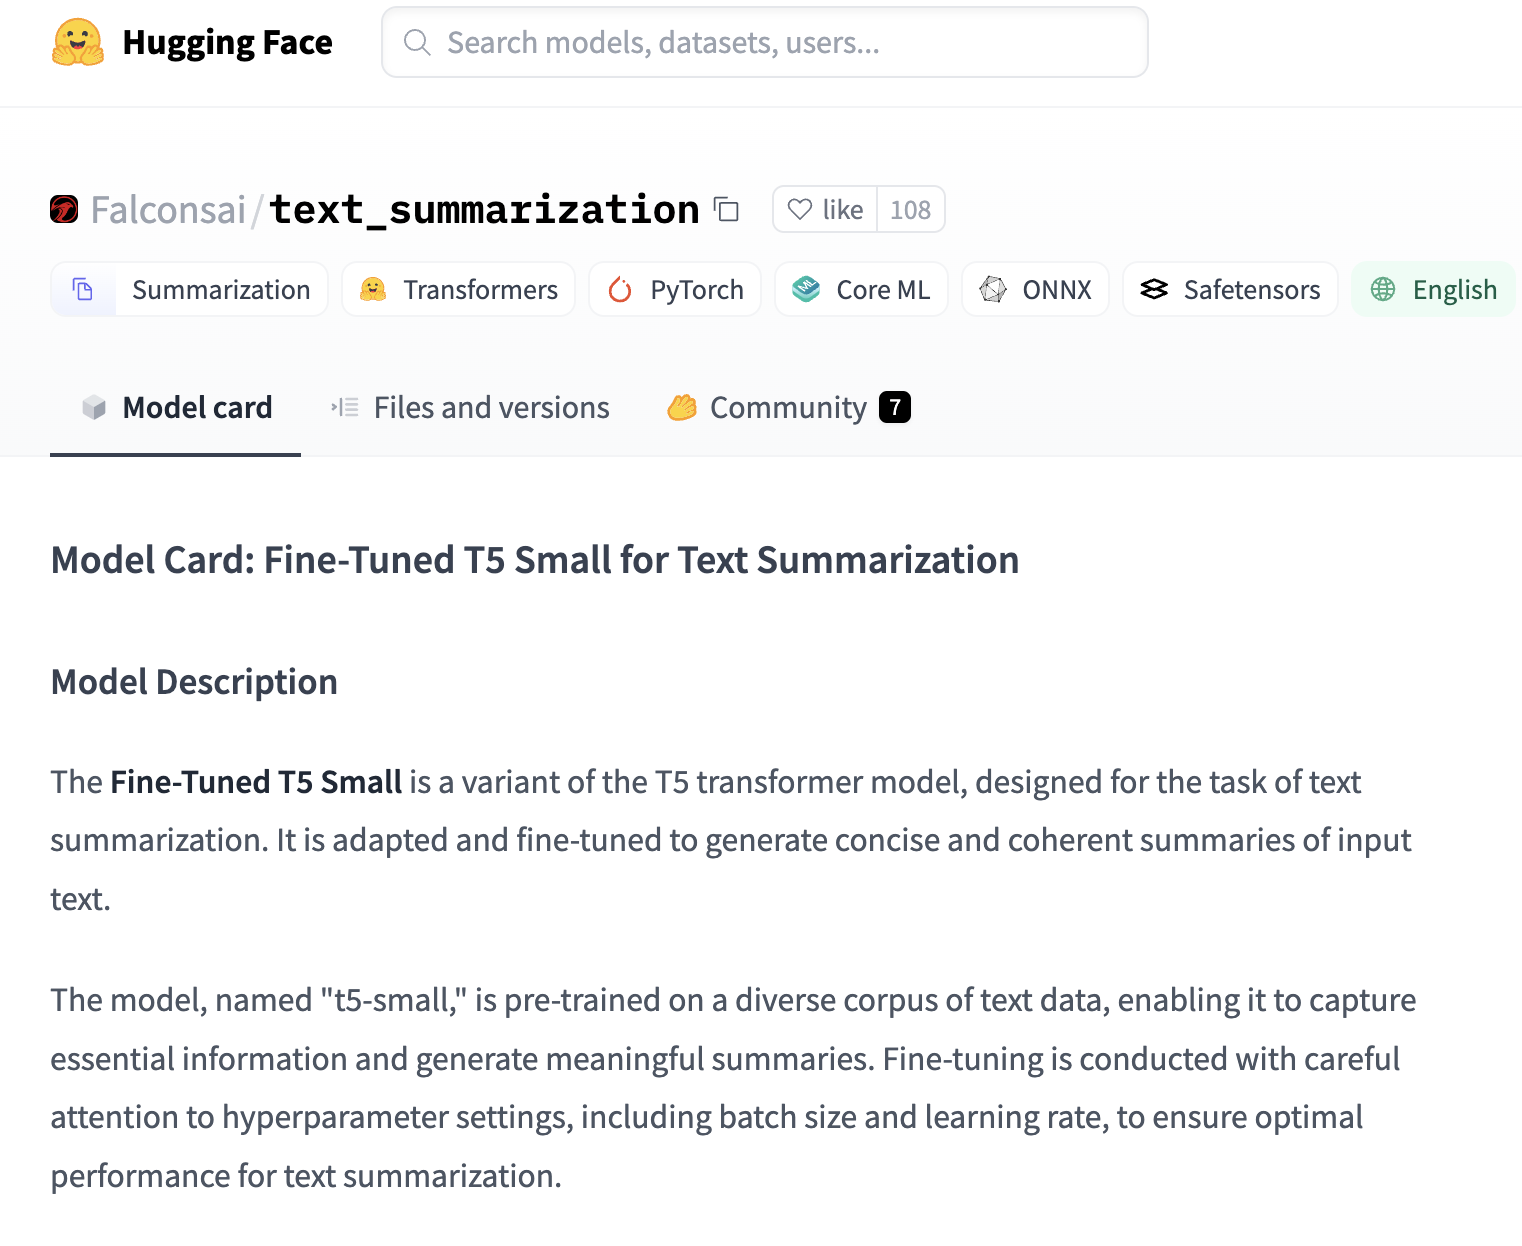 Hugging Face
Search models, datasets, users...
Falconsai/text_summarization
like 108
Summarization Transformers PyTorch Core ML ONNX Safetensors English
Model card Files and versions Community 7
Model Card: Fine-Tuned T5 Small for Text Summarization
Model Description
The Fine-Tuned T5 Small is a variant of the T5 transformer model, designed for the task of text
summarization. It is adapted and fine-tuned to generate concise and coherent summaries of input
text.
The model, named "t5-small," is pre-trained on a diverse corpus of text data, enabling it to capture
essential information and generate meaningful summaries. Fine-tuning is conducted with careful
attention to hyperparameter settings, including batch size and learning rate, to ensure optimal
performance for text summarization.